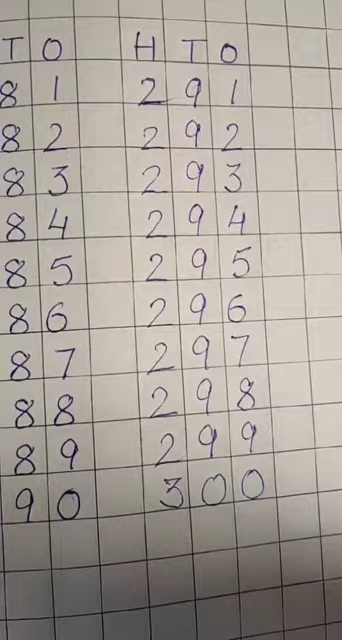 T O H T O
8 1 2 9 1
8 2 2 9 2
8 3 2 9 3
8 4 2 9 4
8 5 2 9 5
8 6 2 9 6
8 7 2 9 7
8 8 2 9 8
8 9 2 9 9
9 0 3 0 0